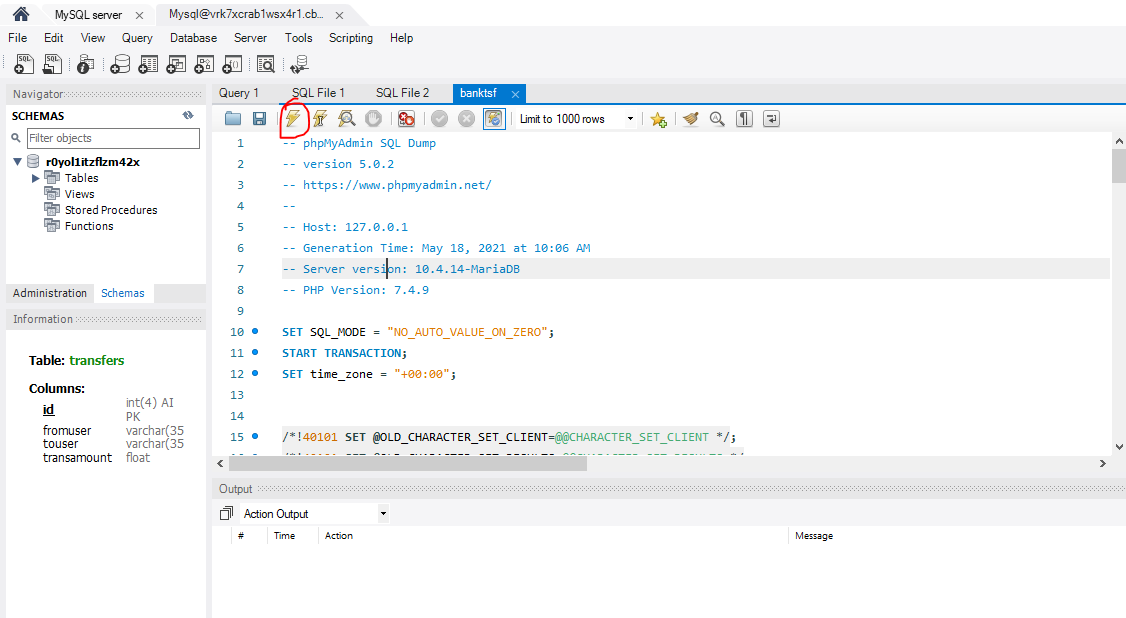 MySQL server
Mysql@vrk7xcrab1wsx4r1.cb...
File Edit View Query Database Server Tools Scripting Help
Navigator
SCHEMAS
Filter objects
r0yol1itzflzm42x
Tables
Views
Stored Procedures
Functions
Administration Schemas
Information
Table: transfers
Columns:
id int(4) AI
PK
fromuser varchar(35
touser varchar(35
transamount float
Query 1 SQL File 1 SQL File 2 banktsf
Limit to 1000 rows
1 -- phpMyAdmin SQL Dump
2 -- version 5.0.2
3 -- https://www.phpmyadmin.net/
4 --
5 -- Host: 127.0.0.1
6 -- Generation Time: May 18, 2021 at 10:06 AM
7 -- Server version: 10.4.14-MariaDB
8 -- PHP Version: 7.4.9
9
10 SET SQL_MODE = "NO_AUTO_VALUE_ON_ZERO";
11 START TRANSACTION;
12 SET time_zone = "+00:00";
13
14
15 /*!40101 SET @OLD_CHARACTER_SET_CLIENT=@@CHARACTER_SET_CLIENT */;
Output
Action Output
# Time Action Message